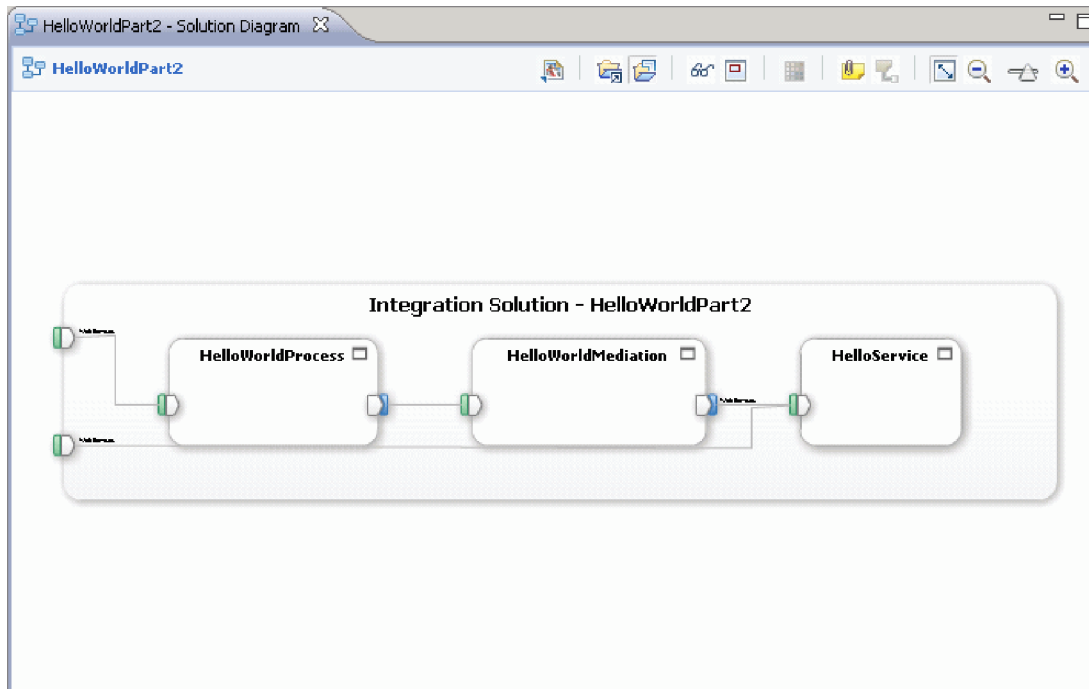 HelloWorldPart2 - Solution Diagram
HelloWorldPart2
Integration Solution - HelloWorldPart2
HelloWorldProcess
HelloWorldMediation
HelloService